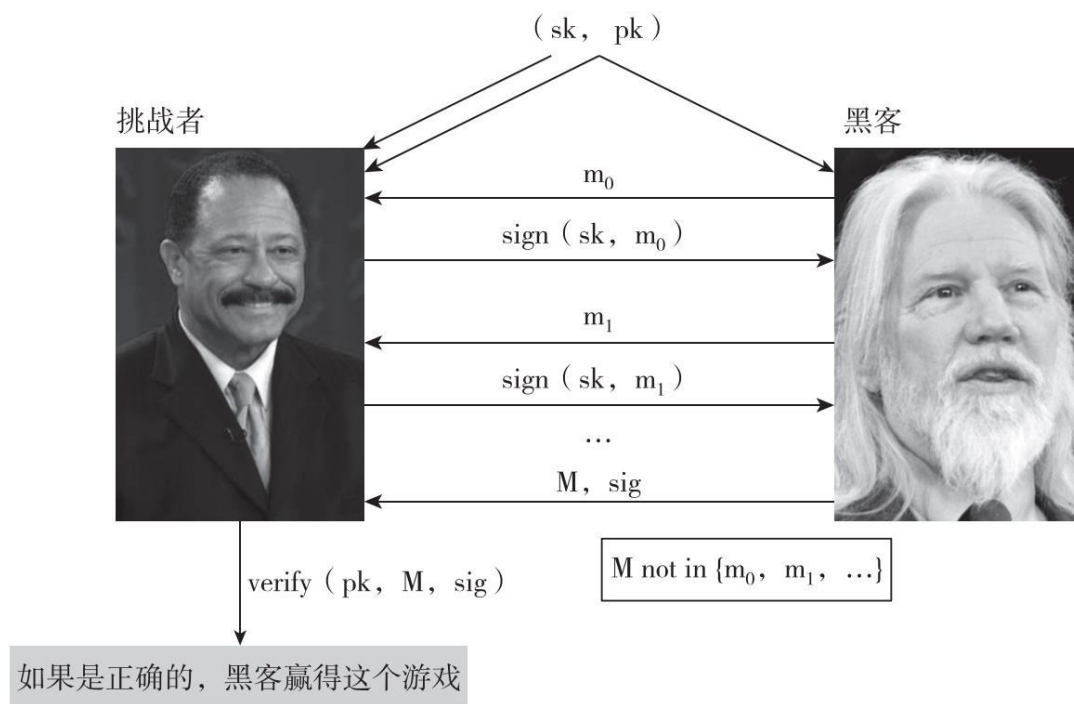 （sk， pk）
挑战者
黑客
m₀
sign（sk，m₀）
m₁
sign（sk，m₁）
…
M，sig
M not in {m₀，m₁，…}
verify（pk，M，sig）
如果是正确的，黑客赢得这个游戏